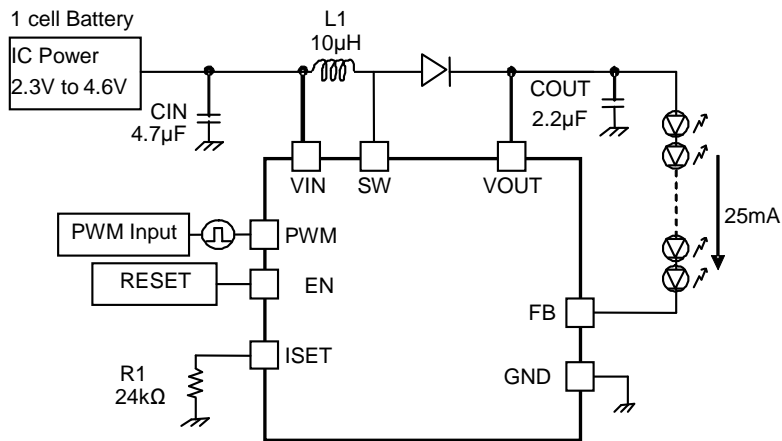 1 cell Battery
IC Power
2.3V to 4.6V
L1
10µH
CIN
4.7µF
COUT
2.2µF
VIN
SW
VOUT
25mA
PWM Input
PWM
RESET
EN
FB
ISET
R1
24kΩ
GND